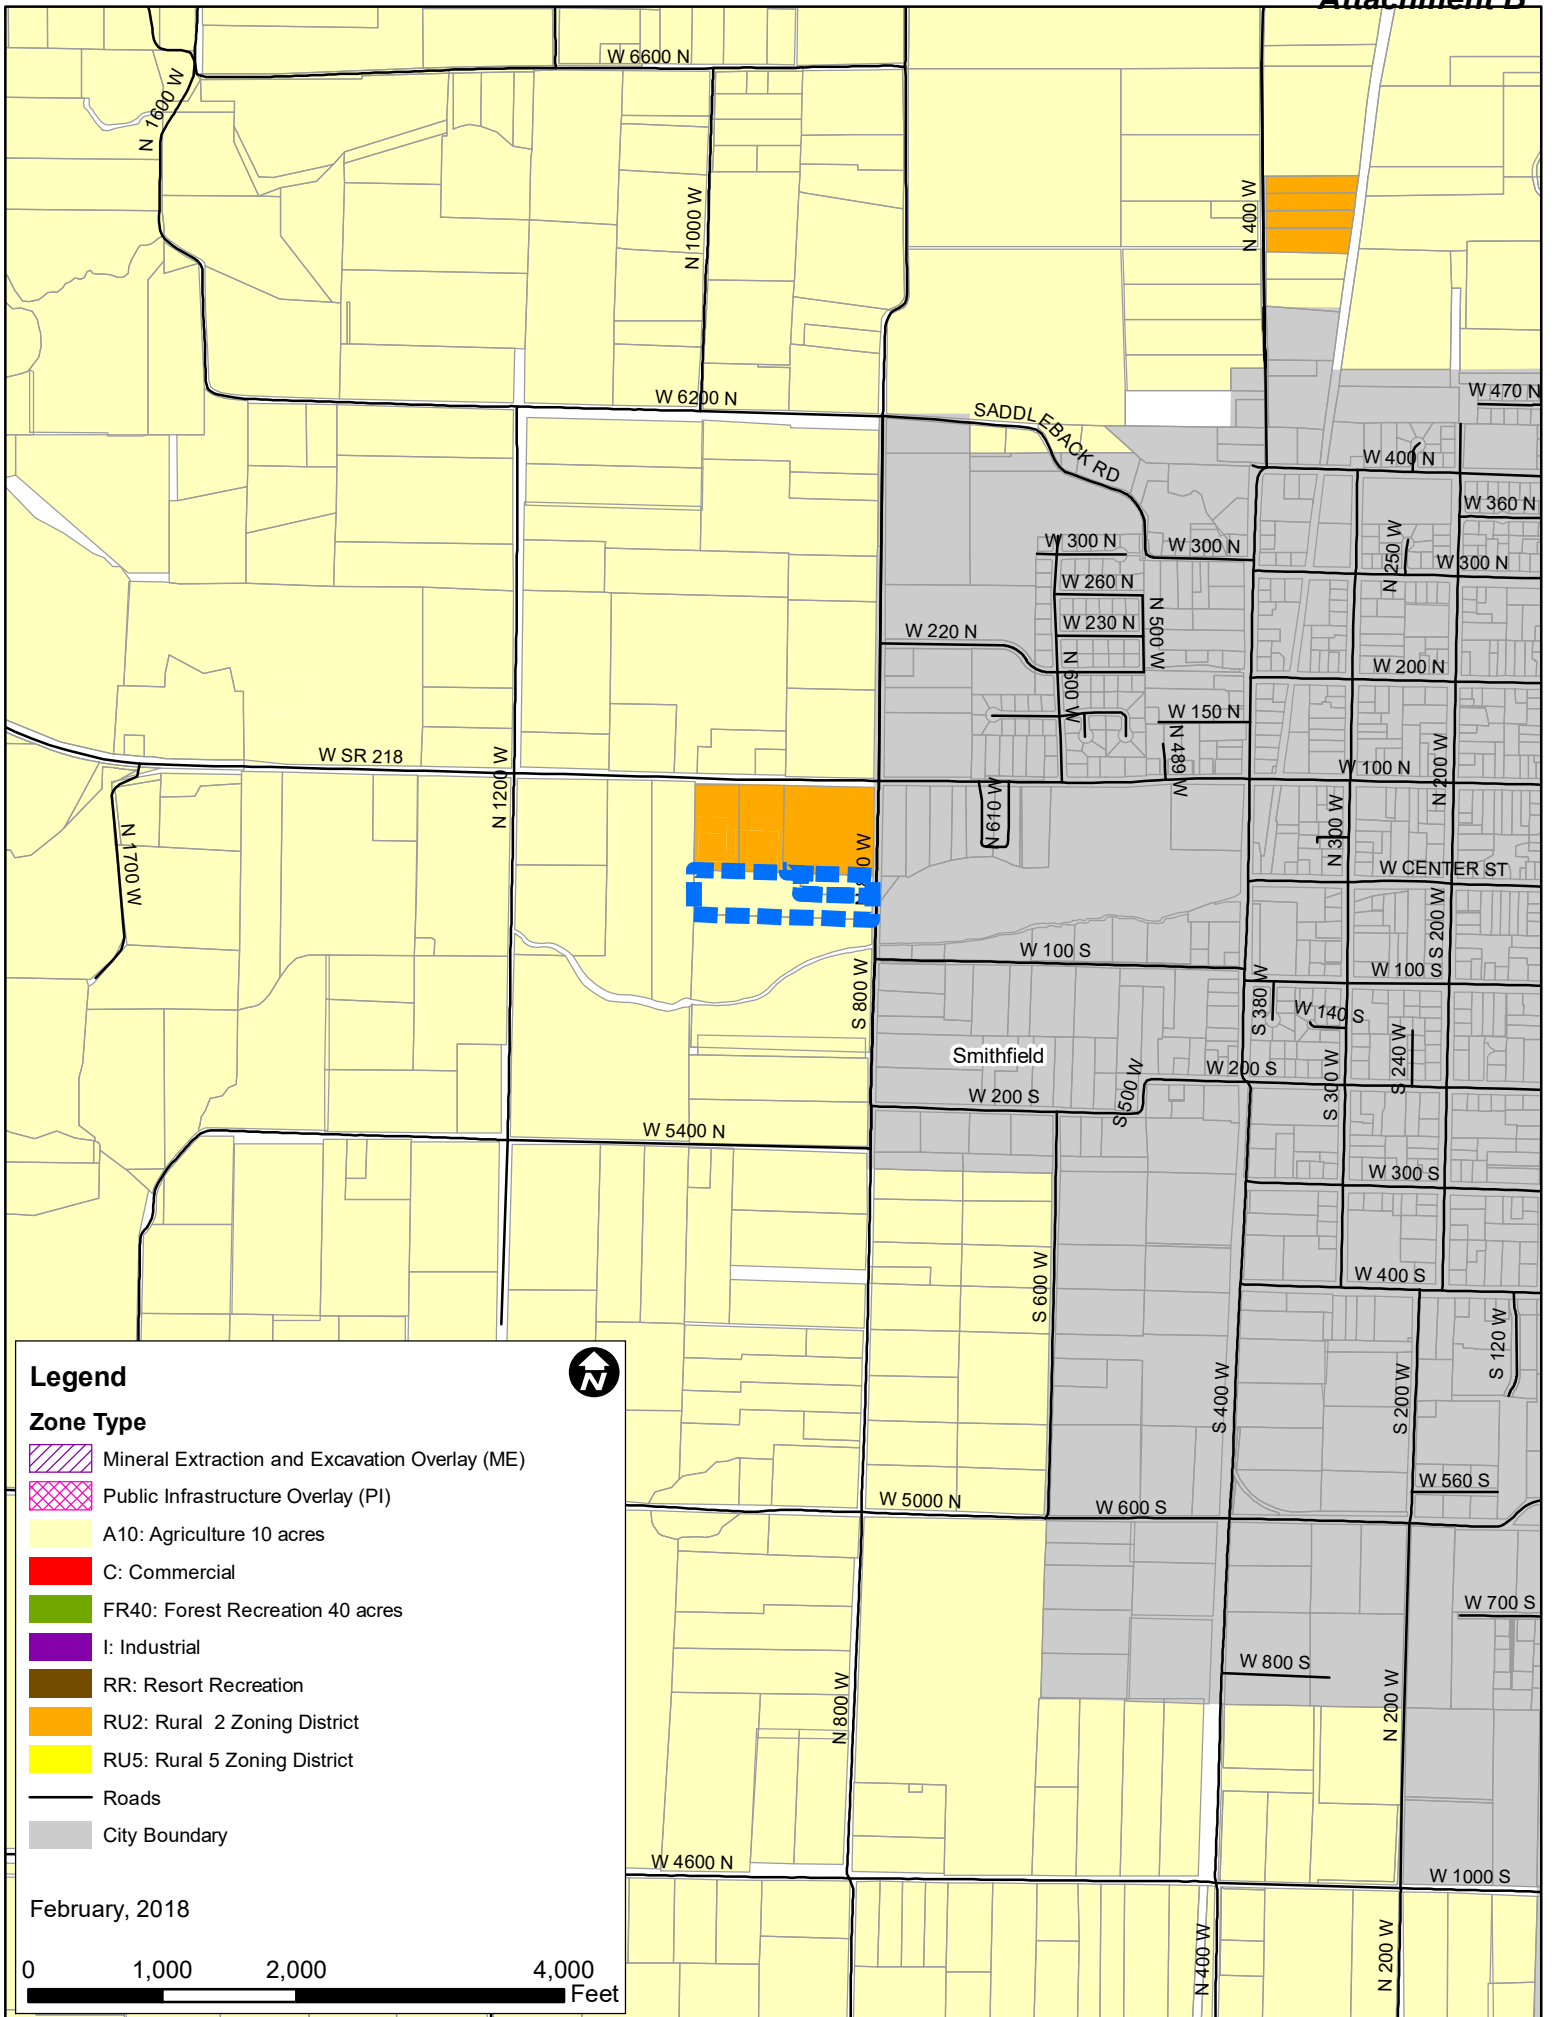 Attachment B
W 6600 N
N 1600 W
N 1000 W
N 400 W
W 6200 N
SADDLEBACK RD
W 470 N
W 400 N
W 360 N
W 300 N
W 300 N
N 250 W
W 300 N
W 260 N
N 500 W
W 230 N
W 220 N
N 600 W
W 200 N
W 150 N
N 489 W
W SR 218
N 1200 W
W 100 N
N 200 W
N 1700 W
N 610 W
N 300 W
W CENTER ST
S 200 W
W 100 S
W 100 S
S 800 W
S 380 W
W 140 S
Smithfield
S 240 W
W 200 S
S 300 W
W 200 S
S 500 W
W 5400 N
W 300 S
S 600 W
W 400 S
S 120 W
S 400 W
S 200 W
W 560 S
W 5000 N
W 600 S
W 700 S
W 800 S
N 800 W
N 200 W
W 4600 N
W 1000 S
N 400 W
N 200 W
Legend
N
Zone Type
Mineral Extraction and Excavation Overlay (ME)
Public Infrastructure Overlay (PI)
A10: Agriculture 10 acres
C: Commercial
FR40: Forest Recreation 40 acres
I: Industrial
RR: Resort Recreation
RU2: Rural 2 Zoning District
RU5: Rural 5 Zoning District
Roads
City Boundary
February, 2018
0 1,000 2,000 4,000
Feet